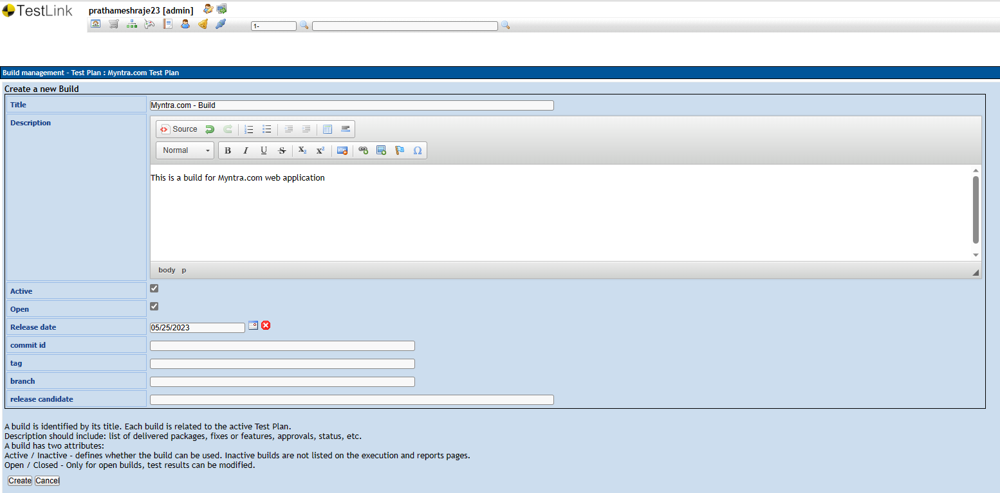 TestLink
prathameshraje23 [admin]
1-
Build management - Test Plan : Myntra.com Test Plan
Create a new Build
Title
Myntra.com - Build
Description
Source
Normal
B I U S X₂ X²
Ω
This is a build for Myntra.com web application
body p
Active
Open
Release date
05/25/2023
commit id
tag
branch
release candidate
A build is identified by its title. Each build is related to the active Test Plan.
Description should include: list of delivered packages, fixes or features, approvals, status, etc.
A build has two attributes:
Active / Inactive - defines whether the build can be used. Inactive builds are not listed on the execution and reports pages.
Open / Closed - Only for open builds, test results can be modified.
Create Cancel